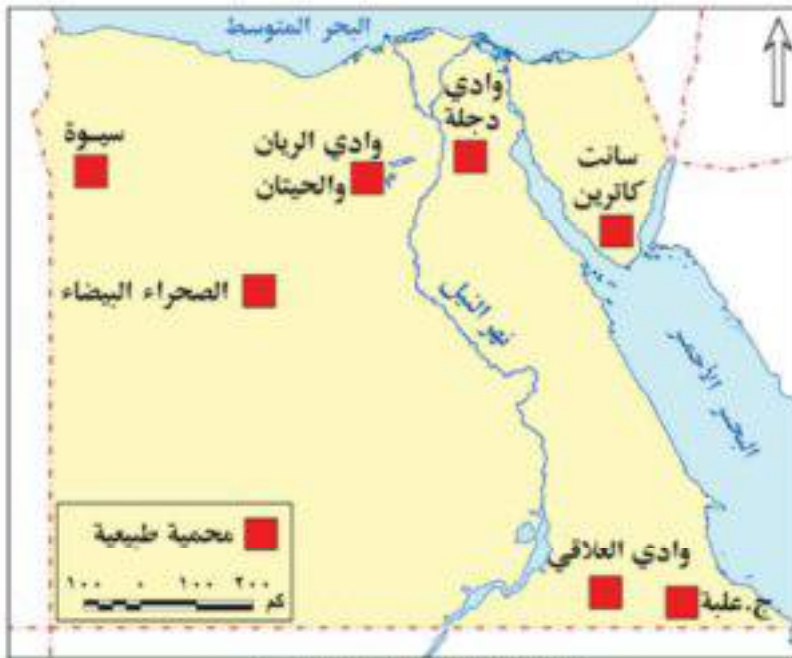 البحر المتوسط
وادي
دجلة
سيوة
وادي الريان
والحيتان
سانت
كاترين
الصحراء البيضاء
نهر النيل
البحر الأحمر
محمية طبيعية
١٠٠ ٠ ١٠٠ ٢٠٠
كم
وادي العلاقي
ج.علبة